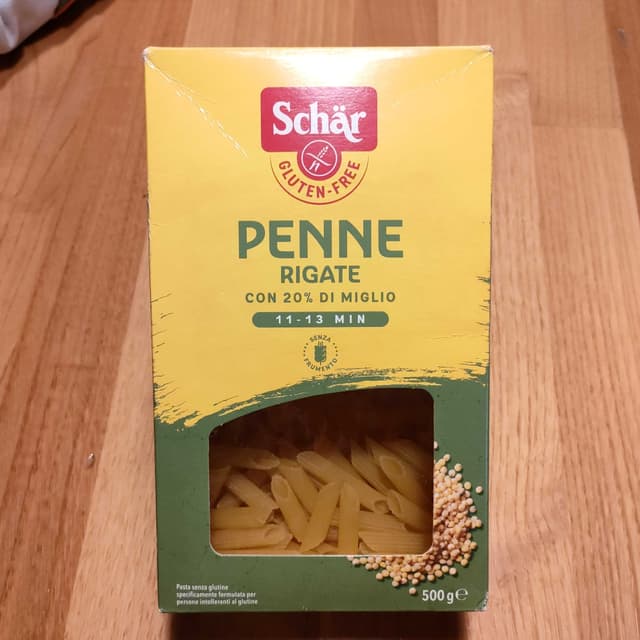 Schär
GLUTEN-FREE
PENNE
RIGATE
CON 20% DI MIGLIO
11-13 MIN
SENZA
FRUMENTO
Pasta senza glutine
specificamente formulata per
persone intolleranti al glutine
500g℮